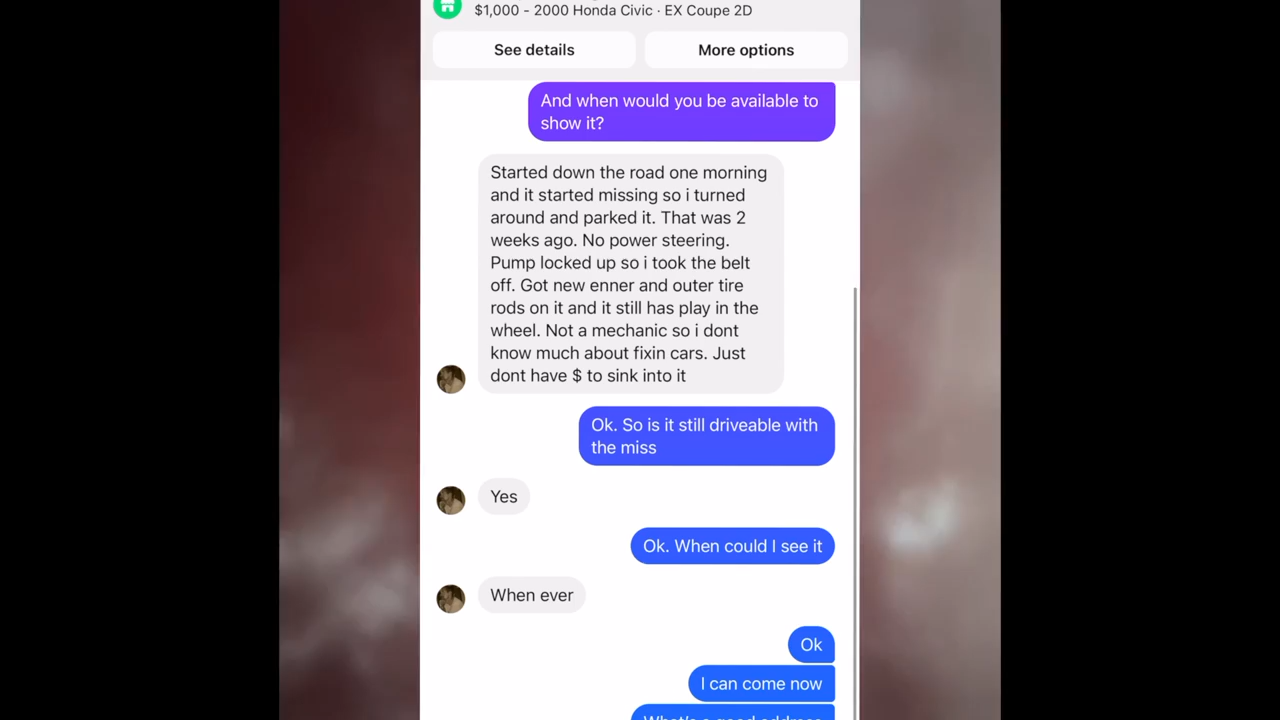 $1,000 - 2000 Honda Civic · EX Coupe 2D
See details
More options
And when would you be available to
show it?
Started down the road one morning
and it started missing so i turned
around and parked it. That was 2
weeks ago. No power steering.
Pump locked up so i took the belt
off. Got new enner and outer tire
rods on it and it still has play in the
wheel. Not a mechanic so i dont
know much about fixin cars. Just
dont have $ to sink into it
Ok. So is it still driveable with
the miss
Yes
Ok. When could I see it
When ever
Ok
I can come now
What's a good address